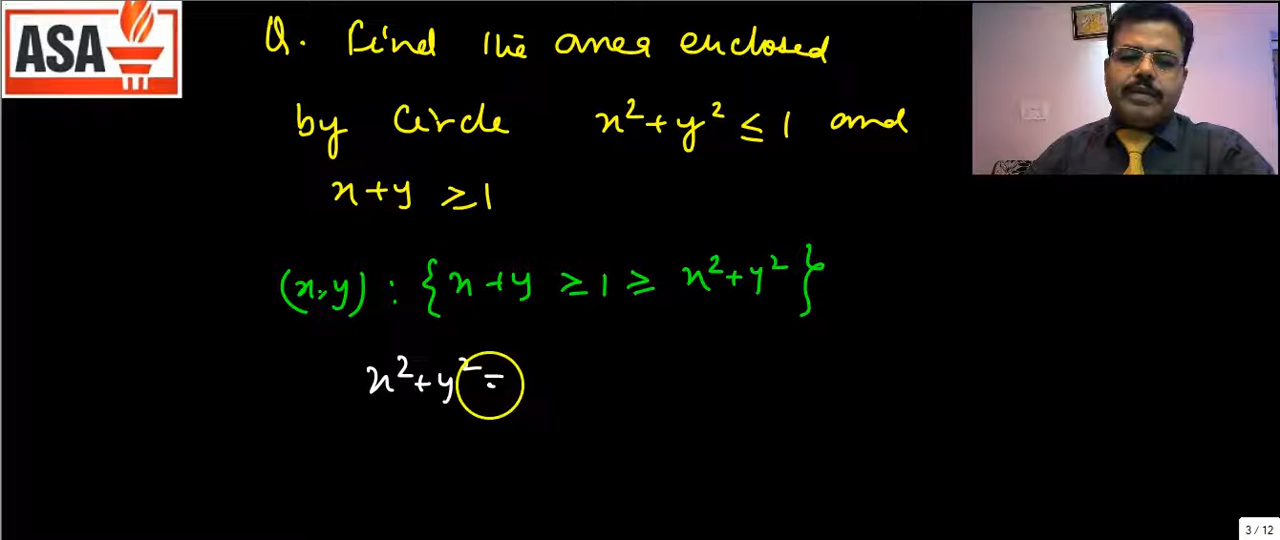 ASA
Q. Find the area enclosed
by Circle x²+y² ≤ 1 and
x+y ≥ 1
(x,y) : {x+y ≥ 1 ≥ x²+y²}
x²+y² =
3 / 12